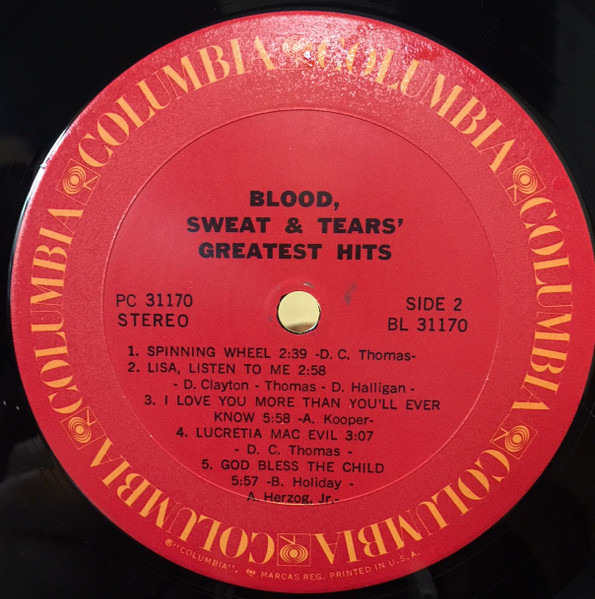 BLOOD,
SWEAT & TEARS'
GREATEST HITS
PC 31170
STEREO
SIDE 2
BL 31170
1. SPINNING WHEEL 2:39 -D. C. Thomas-
2. LISA, LISTEN TO ME 2:58
- D. Clayton - Thomas - D. Halligan -
3. I LOVE YOU MORE THAN YOU'LL EVER
KNOW 5:58 -A. Kooper-
4. LUCRETIA MAC EVIL 3:07
- D. C. Thomas -
5. GOD BLESS THE CHILD
5:57 -B. Holiday -
A. Herzog, Jr.-
COLUMBIA
COLUMBIA
COLUMBIA
COLUMBIA
COLUMBIA
COLUMBIA
℗"COLUMBIA", MARCAS REG. PRINTED IN U.S.A.